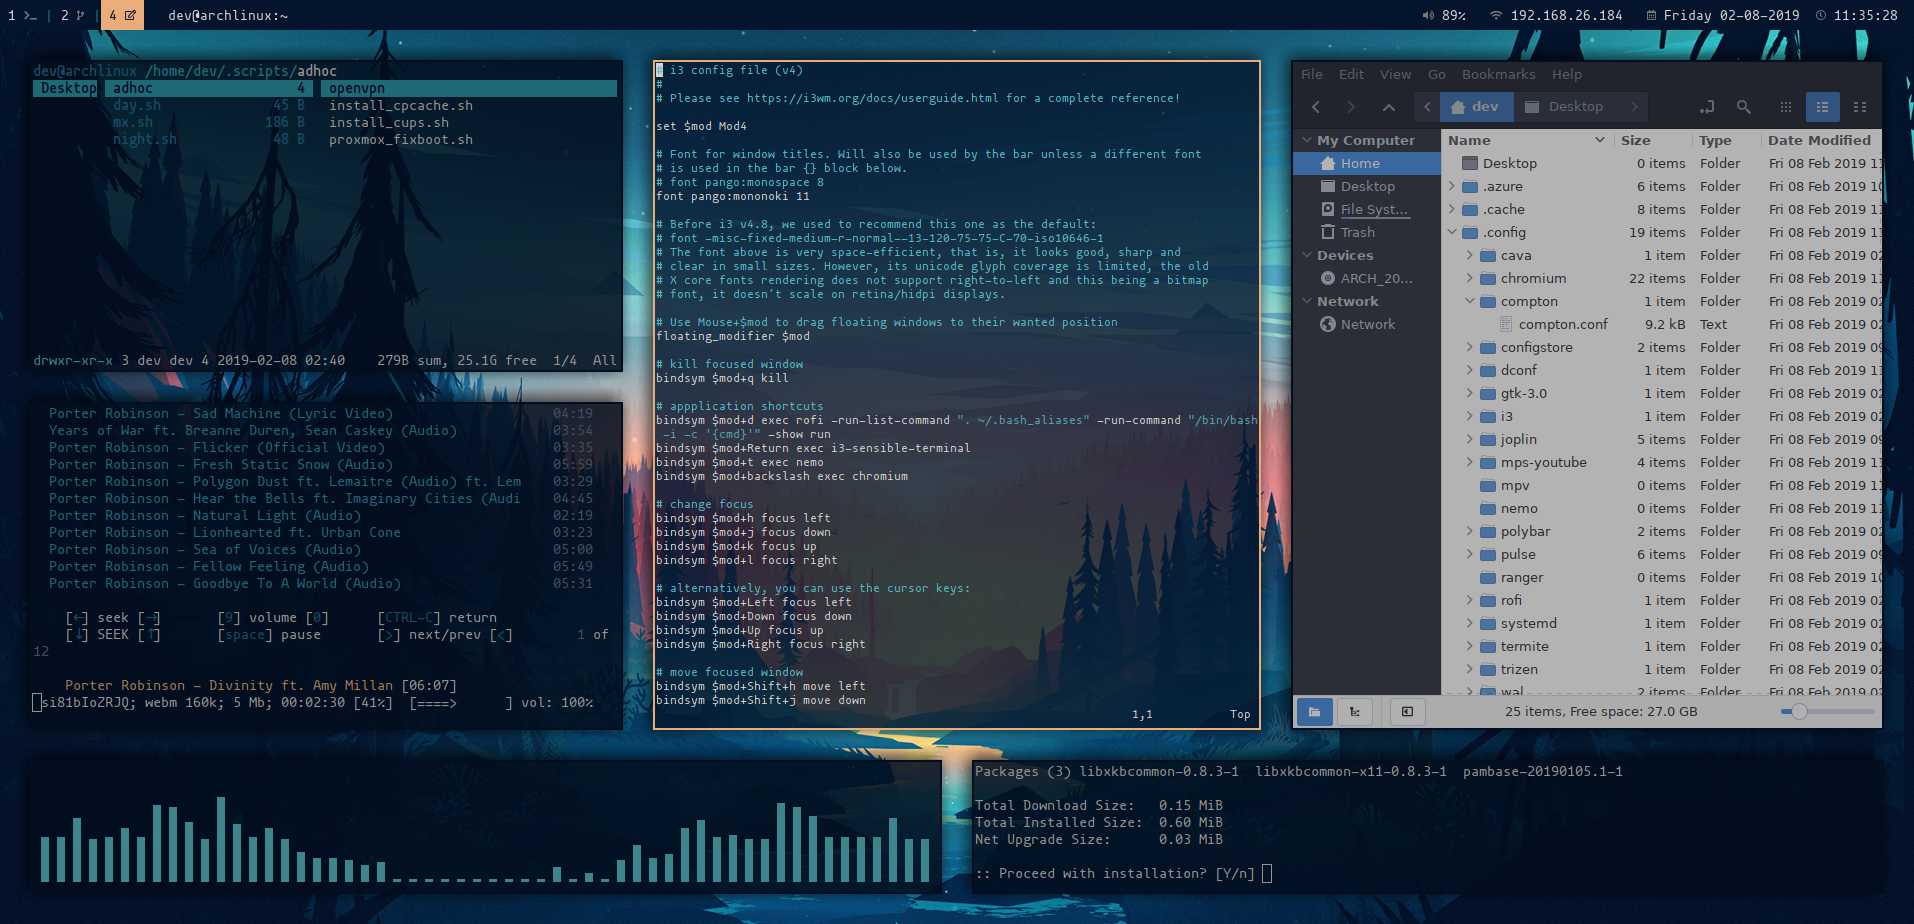 1 | 2 | 4 dev@archlinux:~ 89% 192.168.26.184 Friday 02-08-2019 11:35:28
dev@archlinux /home/dev/.scripts/adhoc
Desktop adhoc 4 openvpn
day.sh 45 B install_cpcache.sh
mx.sh 186 B install_cups.sh
night.sh 48 B proxmox_fixboot.sh
drwxr-xr-x 3 dev dev 4 2019-02-08 02:40 279B sum, 25.1G free 1/4 All
Porter Robinson - Sad Machine (Lyric Video) 04:19
Years of War ft. Breanne Duren, Sean Caskey (Audio) 03:54
Porter Robinson - Flicker (Official Video) 03:35
Porter Robinson - Fresh Static Snow (Audio) 05:59
Porter Robinson - Polygon Dust ft. Lemaitre (Audio) ft. Lem 03:29
Porter Robinson - Hear the Bells ft. Imaginary Cities (Audi 04:45
Porter Robinson - Natural Light (Audio) 02:19
Porter Robinson - Lionhearted ft. Urban Cone 03:23
Porter Robinson - Sea of Voices (Audio) 05:00
Porter Robinson - Fellow Feeling (Audio) 05:49
Porter Robinson - Goodbye To A World (Audio) 05:31
[←] seek [→] [9] volume [0] [CTRL-C] return
[↓] SEEK [↑] [space] pause [>] next/prev [<] 1 of
12
Porter Robinson - Divinity ft. Amy Millan [06:07]
si81bIoZRJQ; webm 160k; 5 Mb; 00:02:30 [41%] [====> ] vol: 100%
# i3 config file (v4)
#
# Please see https://i3wm.org/docs/userguide.html for a complete reference!
set $mod Mod4
# Font for window titles. Will also be used by the bar unless a different font
# is used in the bar {} block below.
# font pango:monospace 8
font pango:mononoki 11
# Before i3 v4.8, we used to recommend this one as the default:
# font -misc-fixed-medium-r-normal--13-120-75-75-C-70-iso10646-1
# The font above is very space-efficient, that is, it looks good, sharp and
# clear in small sizes. However, its unicode glyph coverage is limited, the old
# X core fonts rendering does not support right-to-left and this being a bitmap
# font, it doesn't scale on retina/hidpi displays.
# Use Mouse+$mod to drag floating windows to their wanted position
floating_modifier $mod
# kill focused window
bindsym $mod+q kill
# appplication shortcuts
bindsym $mod+d exec rofi -run-list-command ". ~/.bash_aliases" -run-command "/bin/bash
-i -c '{cmd}'" -show run
bindsym $mod+Return exec i3-sensible-terminal
bindsym $mod+t exec nemo
bindsym $mod+backslash exec chromium
# change focus
bindsym $mod+h focus left
bindsym $mod+j focus down
bindsym $mod+k focus up
bindsym $mod+l focus right
# alternatively, you can use the cursor keys:
bindsym $mod+Left focus left
bindsym $mod+Down focus down
bindsym $mod+Up focus up
bindsym $mod+Right focus right
# move focused window
bindsym $mod+Shift+h move left
bindsym $mod+Shift+j move down
1,1 Top
File Edit View Go Bookmarks Help
dev Desktop
My Computer
Home
Desktop
File Syst...
Trash
Devices
ARCH_20...
Network
Network
Name Size Type Date Modified
Desktop 0 items Folder Fri 08 Feb 2019 11
.azure 6 items Folder Fri 08 Feb 2019 10
.cache 8 items Folder Fri 08 Feb 2019 02
.config 19 items Folder Fri 08 Feb 2019 02
cava 1 item Folder Fri 08 Feb 2019 02
chromium 22 items Folder Fri 08 Feb 2019 11
compton 1 item Folder Fri 08 Feb 2019 02
compton.conf 9.2 kB Text Fri 08 Feb 2019 02
configstore 2 items Folder Fri 08 Feb 2019 09
dconf 1 item Folder Fri 08 Feb 2019 11
gtk-3.0 1 item Folder Fri 08 Feb 2019 02
i3 1 item Folder Fri 08 Feb 2019 11
joplin 5 items Folder Fri 08 Feb 2019 11
mps-youtube 4 items Folder Fri 08 Feb 2019 11
mpv 0 items Folder Fri 08 Feb 2019 11
nemo 0 items Folder Fri 08 Feb 2019 02
polybar 2 items Folder Fri 08 Feb 2019 02
pulse 6 items Folder Fri 08 Feb 2019 09
ranger 0 items Folder Fri 08 Feb 2019 10
rofi 1 item Folder Fri 08 Feb 2019 02
systemd 1 item Folder Fri 08 Feb 2019 02
termite 1 item Folder Fri 08 Feb 2019 02
trizen 1 item Folder Fri 08 Feb 2019 11
wal 2 items Folder Fri 08 Feb 2019 02
25 items, Free space: 27.0 GB
Packages (3) libxkbcommon-0.8.3-1 libxkbcommon-x11-0.8.3-1 pambase-20190105.1-1
Total Download Size: 0.15 MiB
Total Installed Size: 0.60 MiB
Net Upgrade Size: 0.03 MiB
:: Proceed with installation? [Y/n]